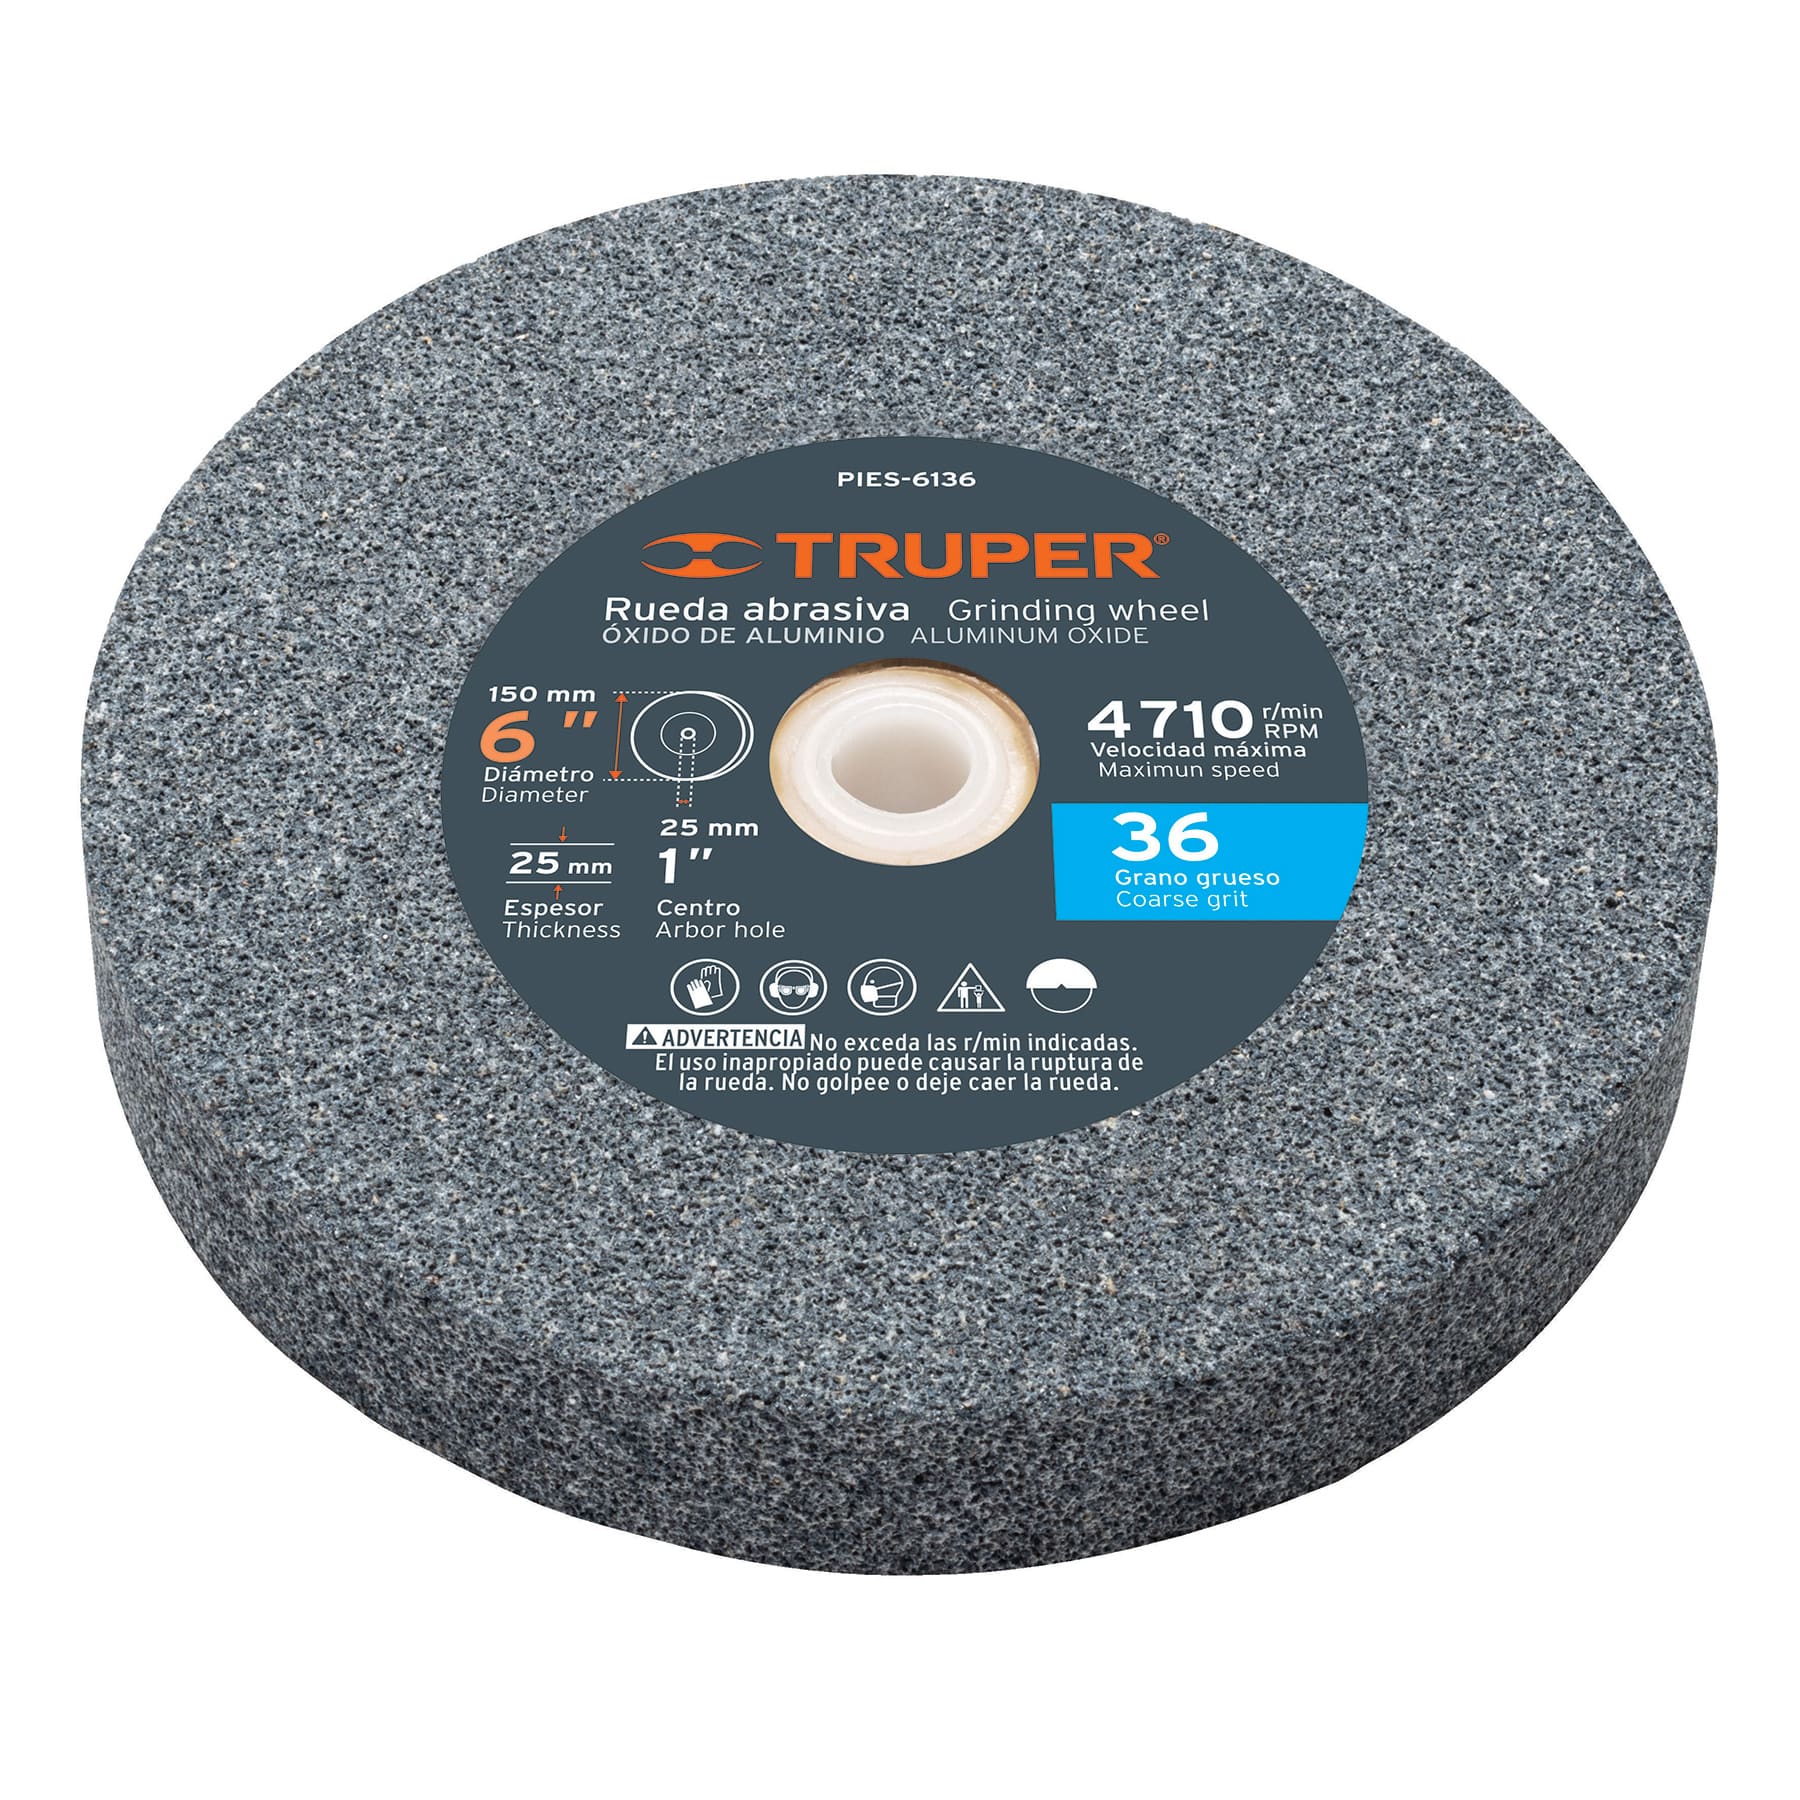 PIES-6136
TRUPER®
Rueda abrasiva Grinding wheel
ÓXIDO DE ALUMINIO ALUMINUM OXIDE
150 mm
6"
Diámetro
Diameter
25 mm
Espesor
Thickness
25 mm
1"
Centro
Arbor hole
4710 r/min
RPM
Velocidad máxima
Maximun speed
36
Grano grueso
Coarse grit
ADVERTENCIA No exceda las r/min indicadas.
El uso inapropiado puede causar la ruptura de
la rueda. No golpee o deje caer la rueda.